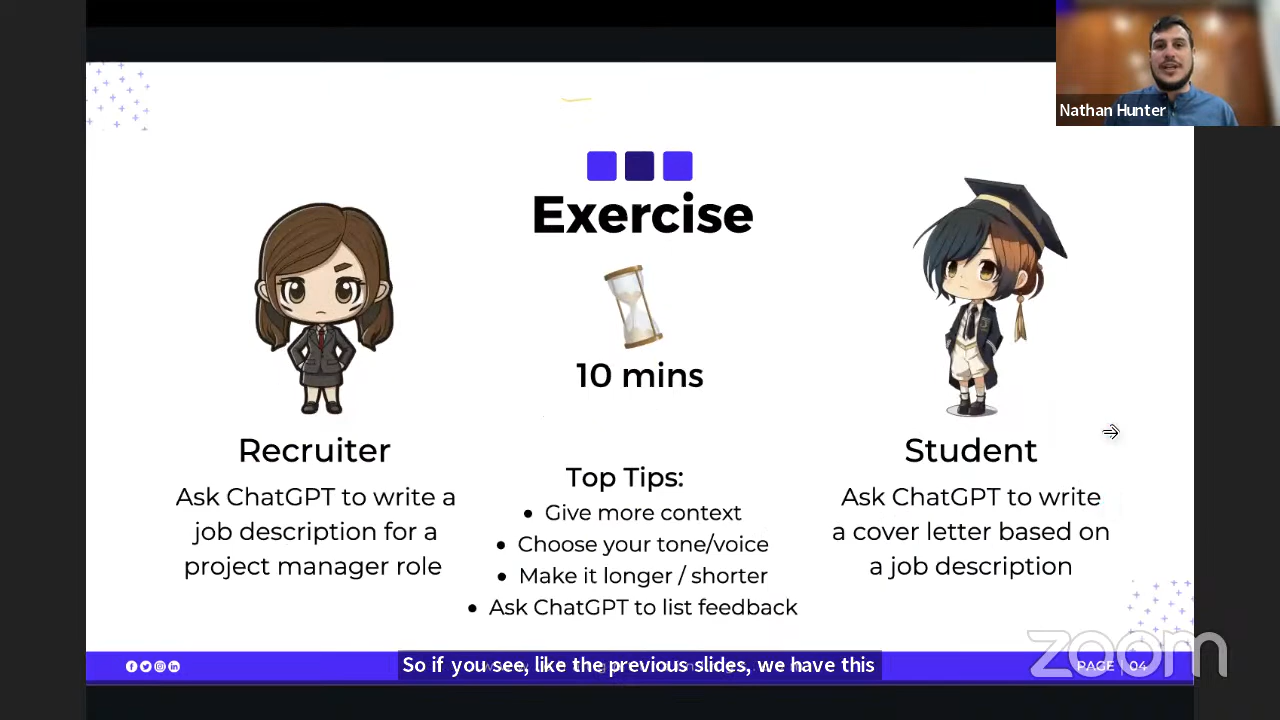 Nathan Hunter
Exercise
10 mins
Recruiter
Ask ChatGPT to write a
job description for a
project manager role
Top Tips:
• Give more context
• Choose your tone/voice
• Make it longer / shorter
• Ask ChatGPT to list feedback
Student
Ask ChatGPT to write
a cover letter based on
a job description
So if you see, like the previous slides, we have this
PAGE 04
zoom